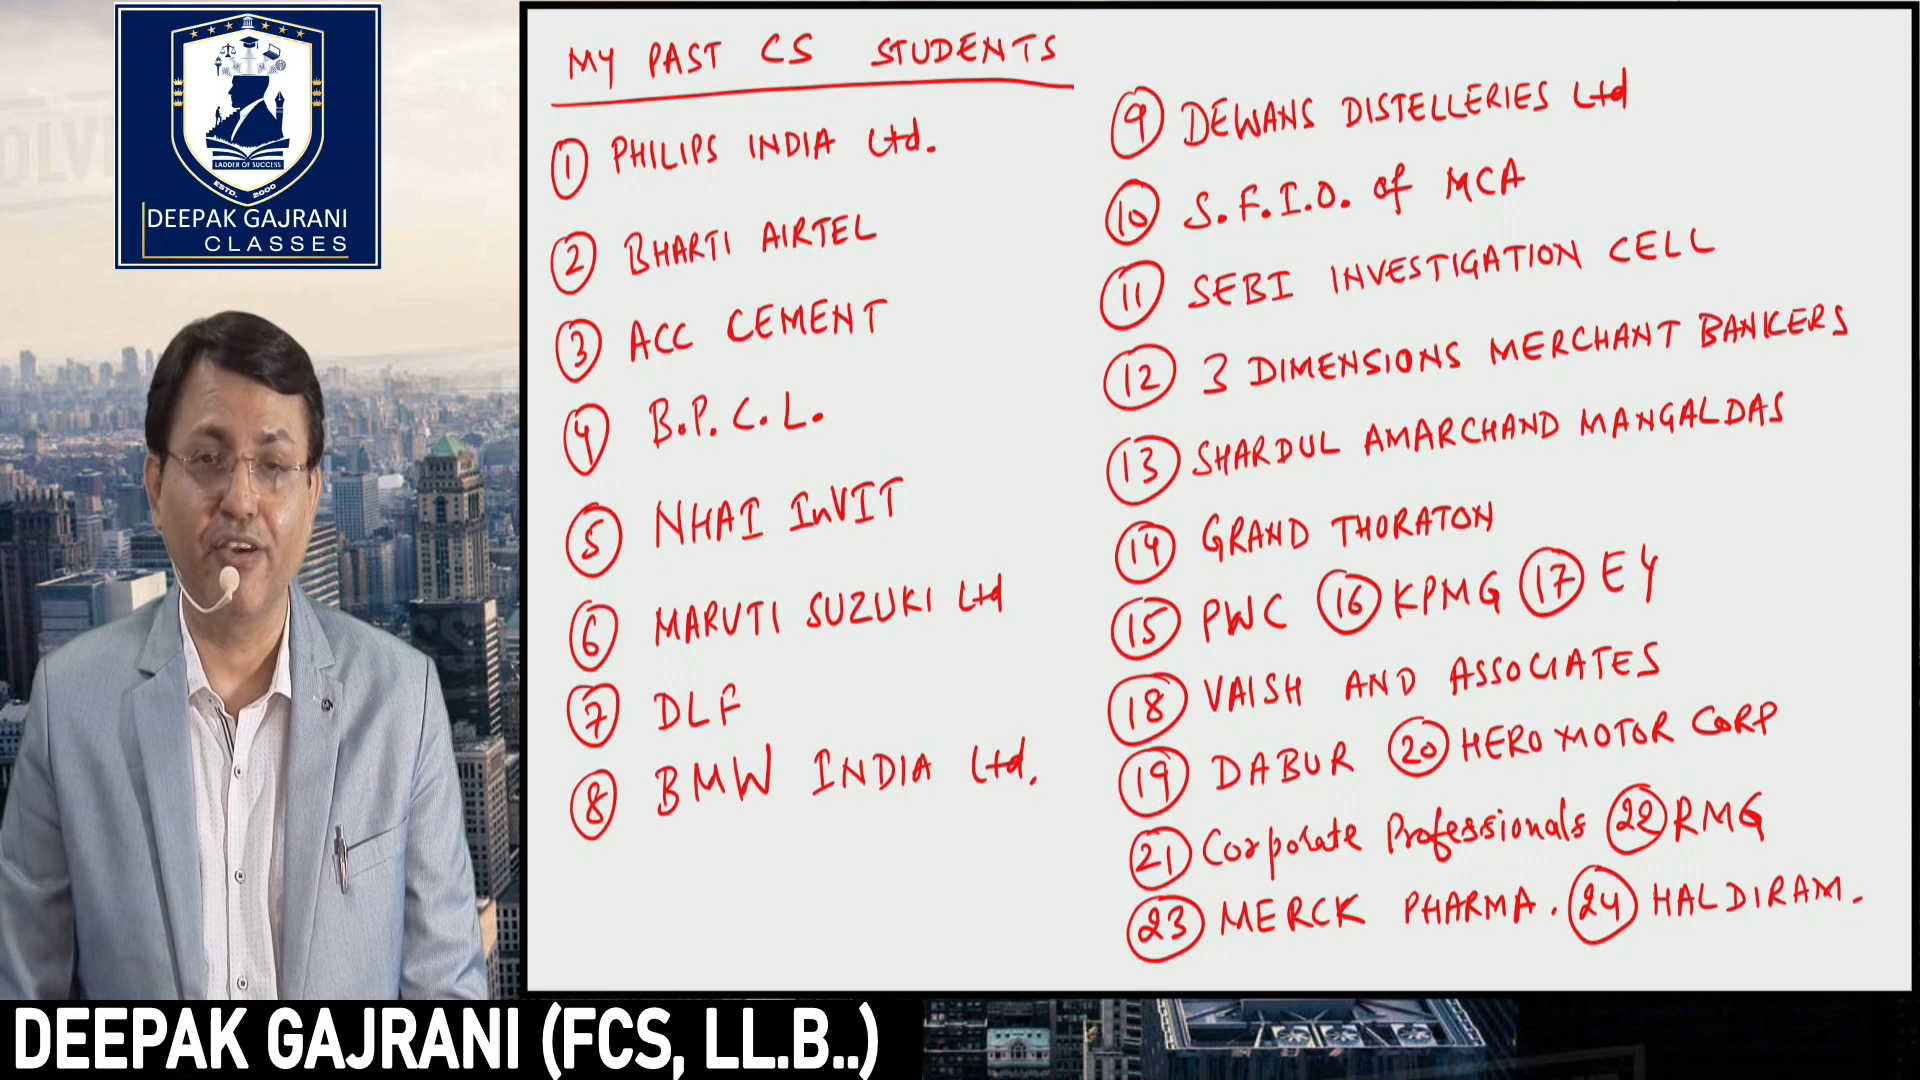 LADDER OF SUCCESS
ESTD. 2000
DEEPAK GAJRANI
CLASSES
MY PAST CS STUDENTS
1 PHILIPS INDIA Ltd.
2 BHARTI AIRTEL
3 ACC CEMENT
4 B.P.C.L.
5 NHAI InVIT
6 MARUTI SUZUKI Ltd
7 DLF
8 BMW INDIA Ltd.
9 DEWANS DISTELLERIES Ltd
10 S.F.I.O. of MCA
11 SEBI INVESTIGATION CELL
12 3 DIMENSIONS MERCHANT BANKERS
13 SHARDUL AMARCHAND MANGALDAS
14 GRAND THORATON
15 PWC 16 KPMG 17 EY
18 VAISH AND ASSOCIATES
19 DABUR 20 HERO MOTOR CORP
21 Corporate Professionals 22 RMG
23 MERCK PHARMA. 24 HALDIRAM.
DEEPAK GAJRANI (FCS, LL.B..)